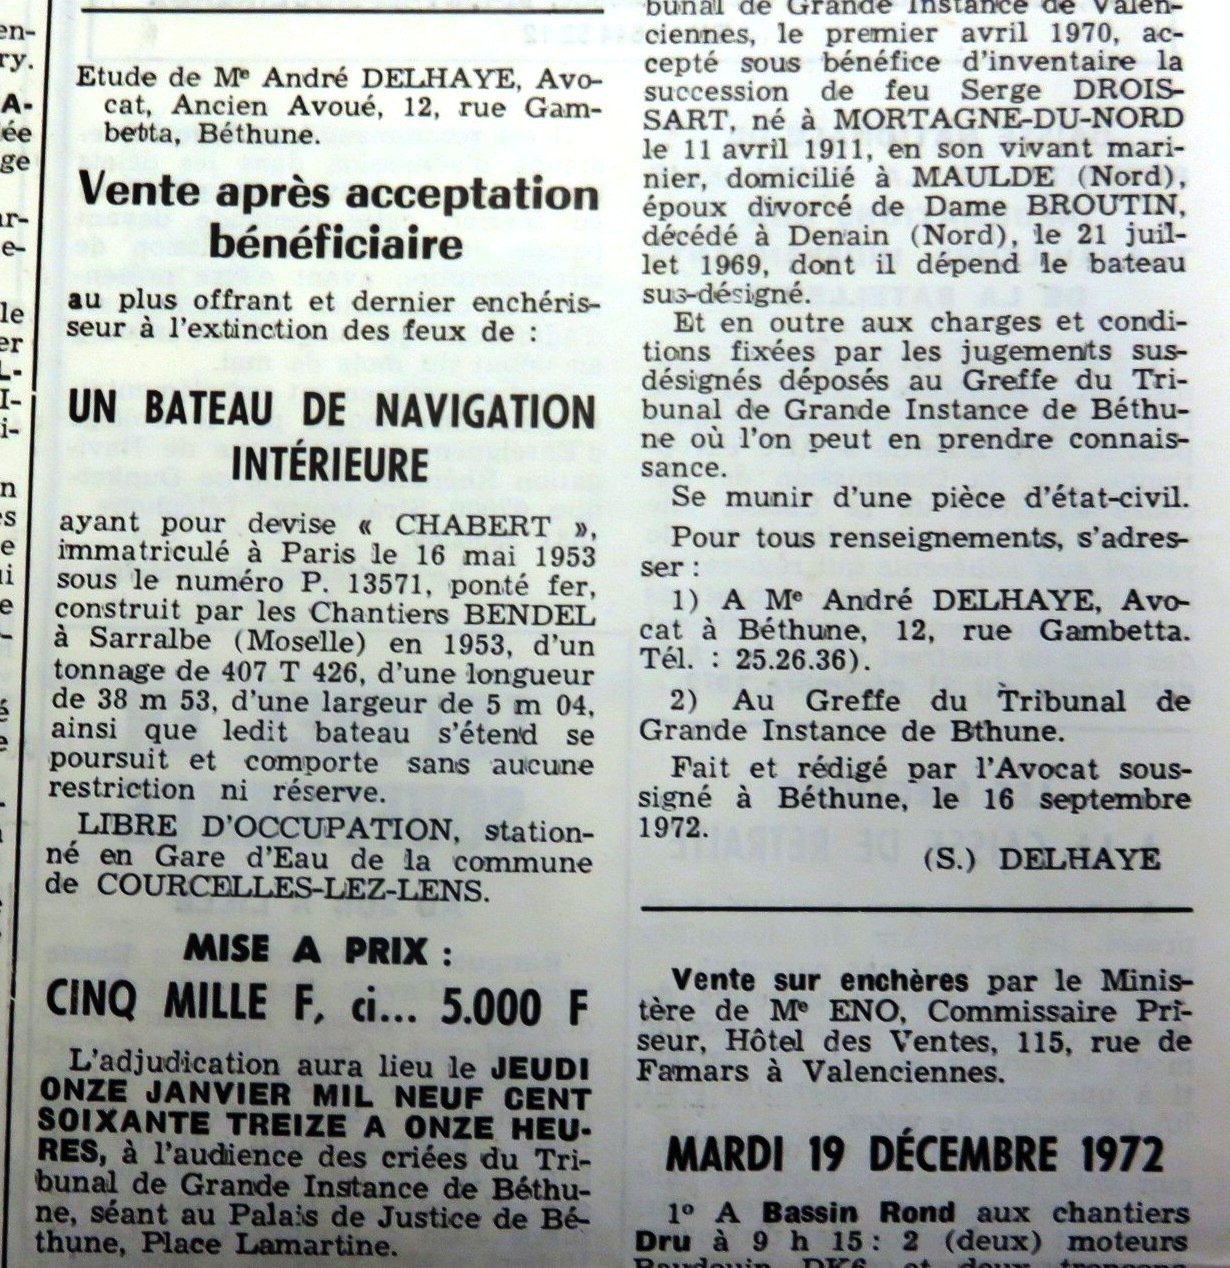 Etude de Me André DELHAYE, Avo-
cat, Ancien Avoué, 12, rue Gam-
betta, Béthune.
Vente après acceptation
bénéficiaire
au plus offrant et dernier enchéris-
seur à l'extinction des feux de :
UN BATEAU DE NAVIGATION
INTÉRIEURE
ayant pour devise « CHABERT »,
immatriculé à Paris le 16 mai 1953
sous le numéro P. 13571, ponté fer,
construit par les Chantiers BENDEL
à Sarralbe (Moselle) en 1953, d'un
tonnage de 407 T 426, d'une longueur
de 38 m 53, d'une largeur de 5 m 04,
ainsi que ledit bateau s'étend se
poursuit et comporte sans aucune
restriction ni réserve.
LIBRE D'OCCUPATION, station-
né en Gare d'Eau de la commune
de COURCELLES-LEZ-LENS.
MISE A PRIX :
CINQ MILLE F, ci... 5.000 F
L'adjudication aura lieu le JEUDI
ONZE JANVIER MIL NEUF CENT
SOIXANTE TREIZE A ONZE HEU-
RES, à l'audience des criées du Tri-
bunal de Grande Instance de Béthu-
ne, séant au Palais de Justice de Bé-
thune, Place Lamartine.
bunal de Grande Instance de Valen-
ciennes, le premier avril 1970, ac-
cepté sous bénéfice d'inventaire la
succession de feu Serge DROIS-
SART, né à MORTAGNE-DU-NORD
le 11 avril 1911, en son vivant mari-
nier, domicilié à MAULDE (Nord),
époux divorcé de Dame BROUTIN,
décédé à Denain (Nord), le 21 juil-
let 1969, dont il dépend le bateau
sus-désigné.
Et en outre aux charges et condi-
tions fixées par les jugements sus-
désignés déposés au Greffe du Tri-
bunal de Grande Instance de Béthu-
ne où l'on peut en prendre connais-
sance.
Se munir d'une pièce d'état-civil.
Pour tous renseignements, s'adres-
ser :
1) A Me André DELHAYE, Avo-
cat à Béthune, 12, rue Gambetta.
Tél. : 25.26.36).
2) Au Greffe du Tribunal de
Grande Instance de Bthune.
Fait et rédigé par l'Avocat sous-
signé à Béthune, le 16 septembre
1972.
(S.) DELHAYE
Vente sur enchères par le Minis-
tère de Me ENO, Commissaire Pri-
seur, Hôtel des Ventes, 115, rue de
Famars à Valenciennes.
MARDI 19 DÉCEMBRE 1972
1º A Bassin Rond aux chantiers
Dru à 9 h 15 : 2 (deux) moteurs
Baudouin DK6 et deux tronçons